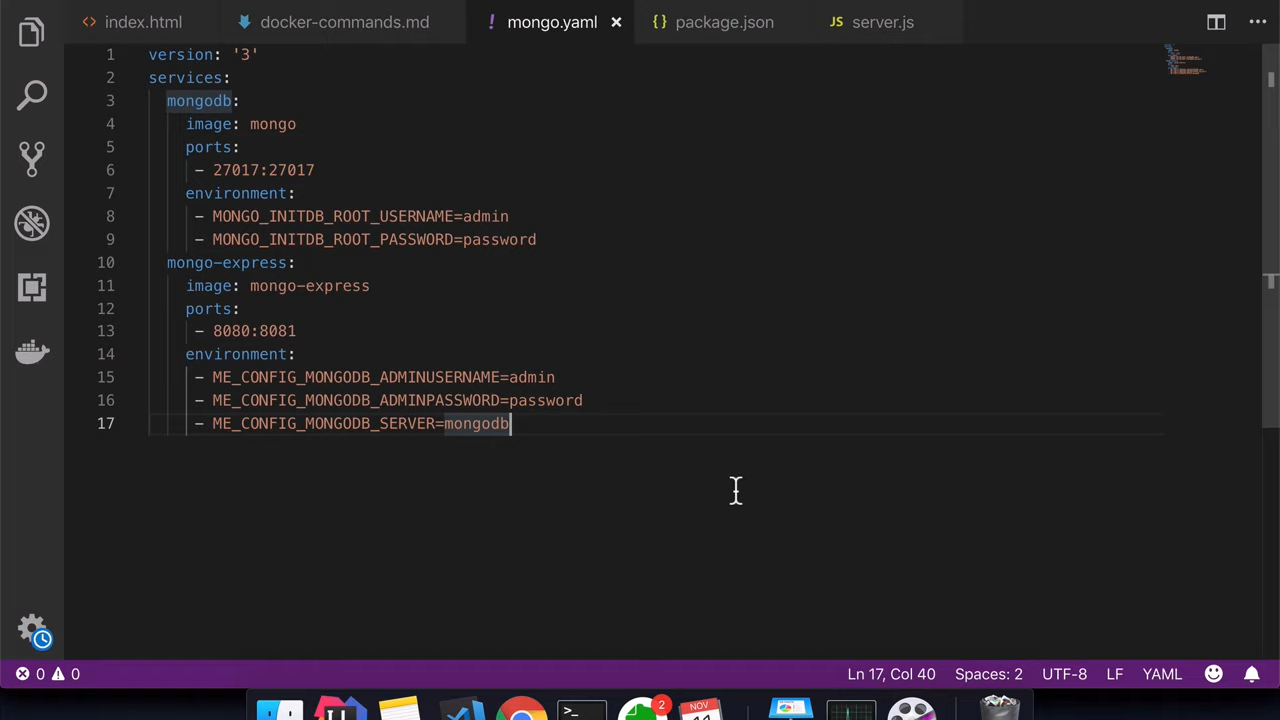 index.html
docker-commands.md
! mongo.yaml ×
{} package.json
JS server.js
1 version: '3'
2 services:
3 mongodb:
4 image: mongo
5 ports:
6 - 27017:27017
7 environment:
8 - MONGO_INITDB_ROOT_USERNAME=admin
9 - MONGO_INITDB_ROOT_PASSWORD=password
10 mongo-express:
11 image: mongo-express
12 ports:
13 - 8080:8081
14 environment:
15 - ME_CONFIG_MONGODB_ADMINUSERNAME=admin
16 - ME_CONFIG_MONGODB_ADMINPASSWORD=password
17 - ME_CONFIG_MONGODB_SERVER=mongodb
0 0 Ln 17, Col 40 Spaces: 2 UTF-8 LF YAML
2
NOV